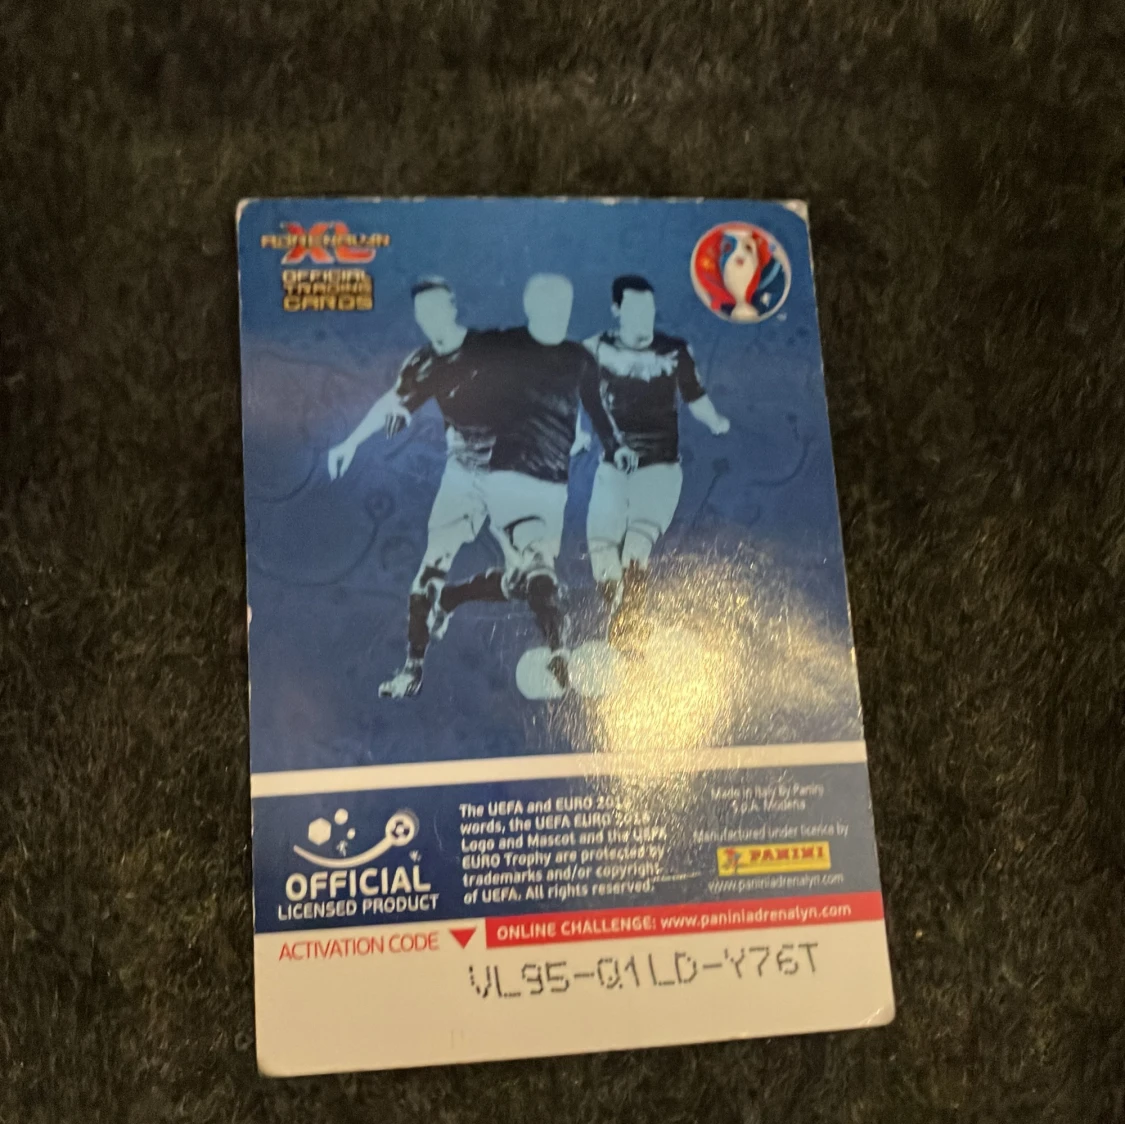 ADRENALYN
XL
OFFICIAL
TRADING
CARDS
The UEFA and EURO 2016
words, the UEFA EURO 2016
Logo and Mascot and the UEFA
EURO Trophy are protected by
trademarks and/or copyright
of UEFA. All rights reserved.
Made in Italy by Panini
S.p.A. Modena
Manufactured under licence by
PANINI
www.paniniadrenalyn.com
OFFICIAL
LICENSED PRODUCT
ONLINE CHALLENGE: www.paniniadrenalyn.com
ACTIVATION CODE
VL95-Q1LD-Y76T